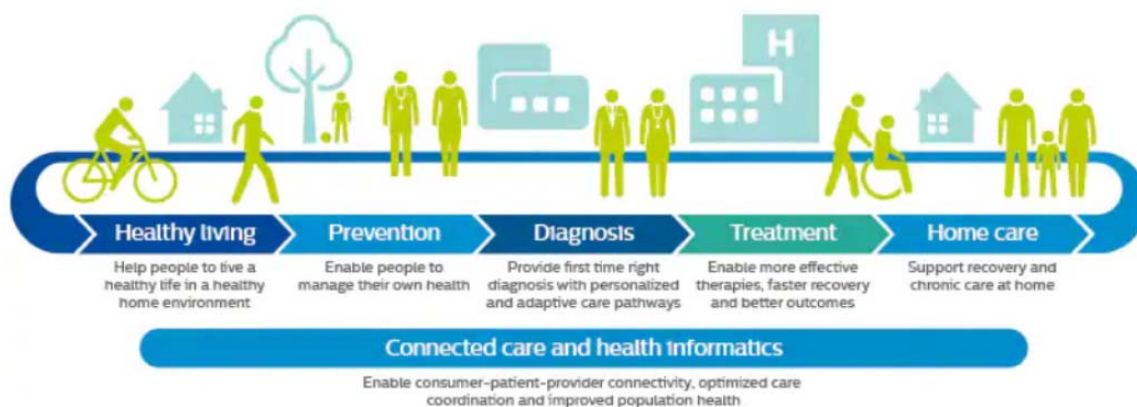 H
Healthy living
Prevention
Diagnosis
Treatment
Home care
Help people to live a
healthy life in a healthy
home environment
Enable people to
manage their own health
Provide first time right
diagnosis with personalized
and adaptive care pathways
Enable more effective
therapies, faster recovery
and better outcomes
Support recovery and
chronic care at home
Connected care and health informatics
Enable consumer-patient-provider connectivity, optimized care
coordination and improved population health